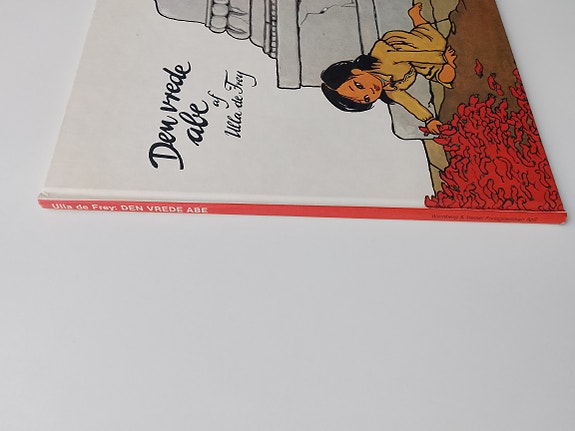 Den vrede
abe
af
Ulla de Frey
Ulla de Frey: DEN VREDE ABE